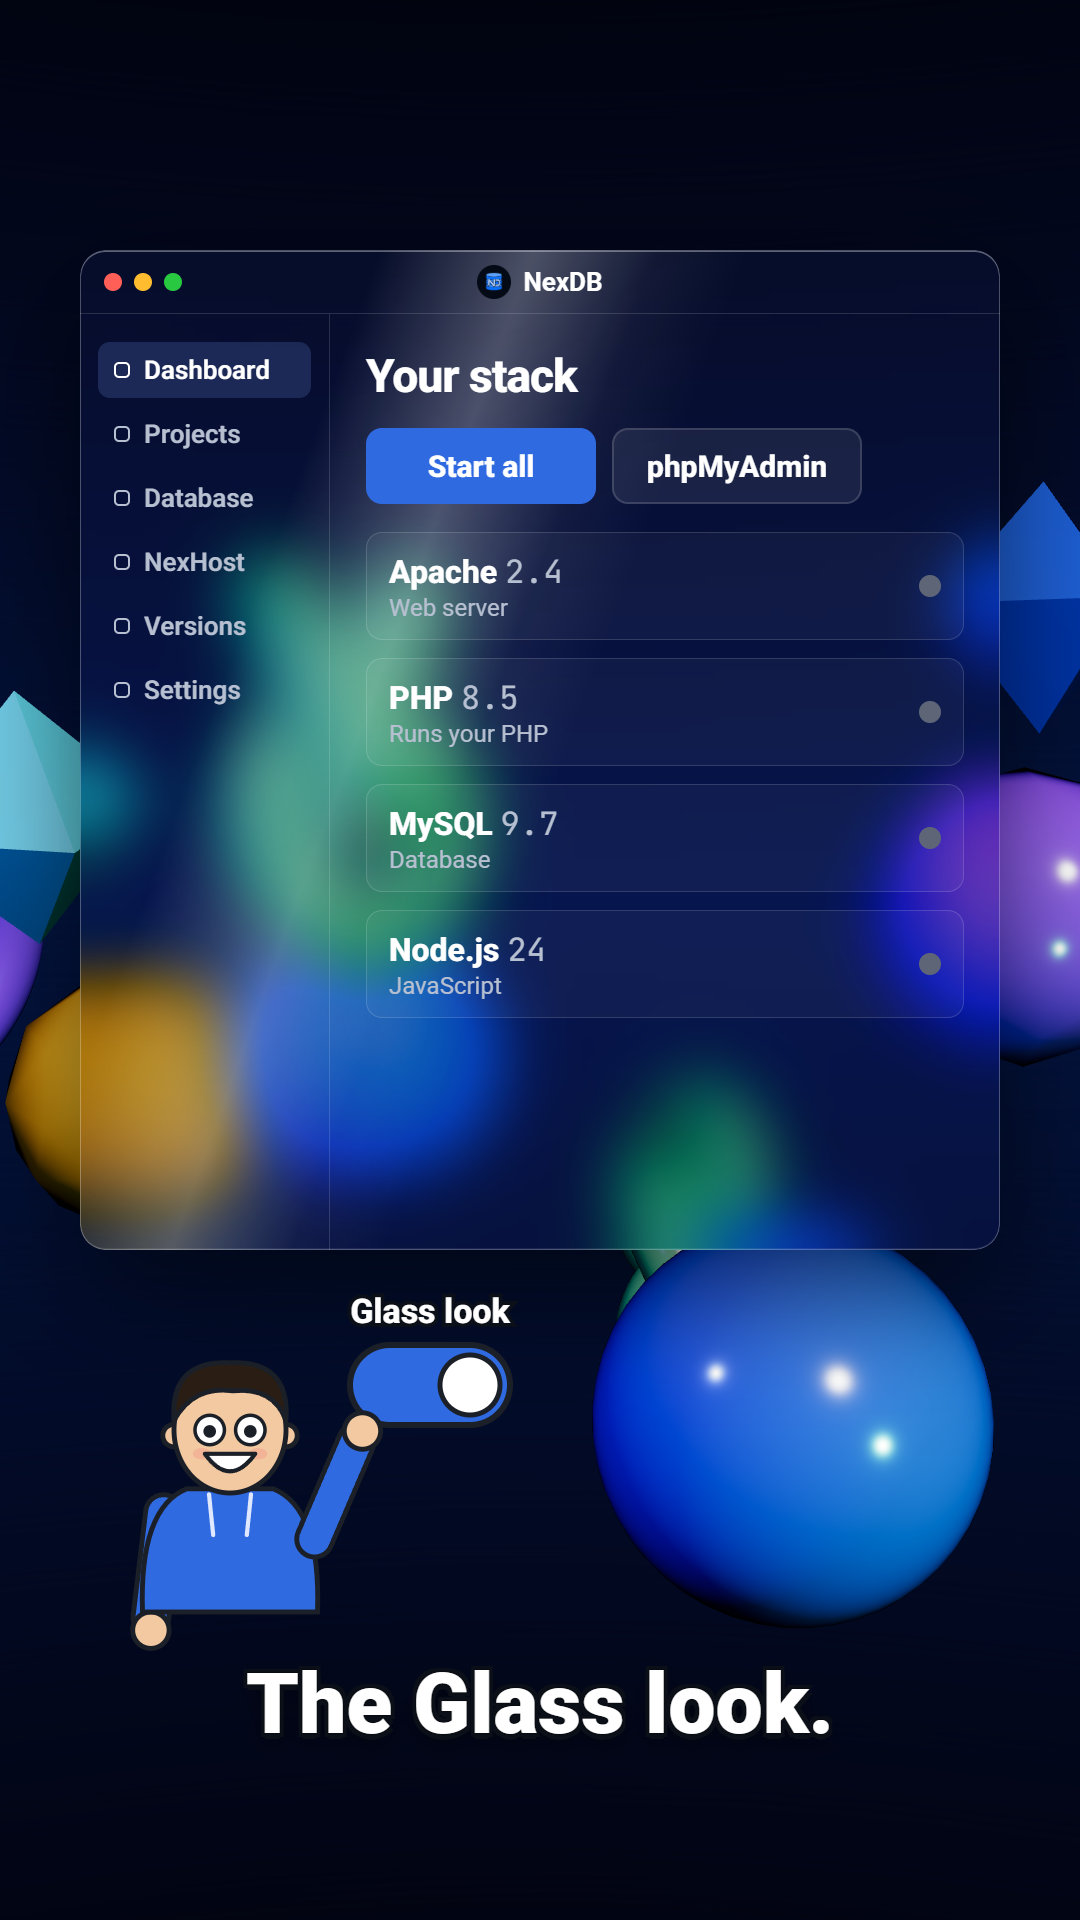 NexDB
Dashboard
Projects
Database
NexHost
Versions
Settings
Your stack
Start all
phpMyAdmin
Apache 2.4
Web server
PHP 8.5
Runs your PHP
MySQL 9.7
Database
Node.js 24
JavaScript
Glass look
The Glass look.